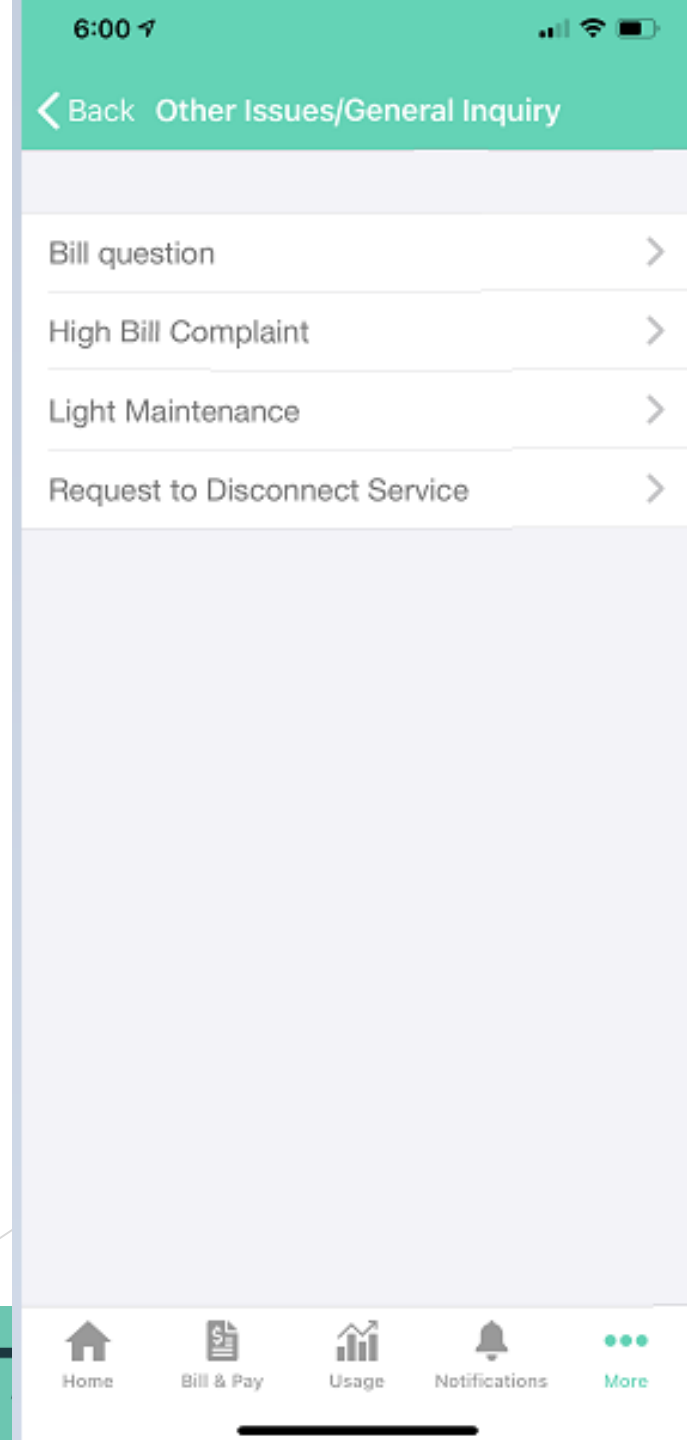 6:00
Back Other Issues/General Inquiry
Bill question
High Bill Complaint
Light Maintenance
Request to Disconnect Service
Home Bill & Pay Usage Notifications More